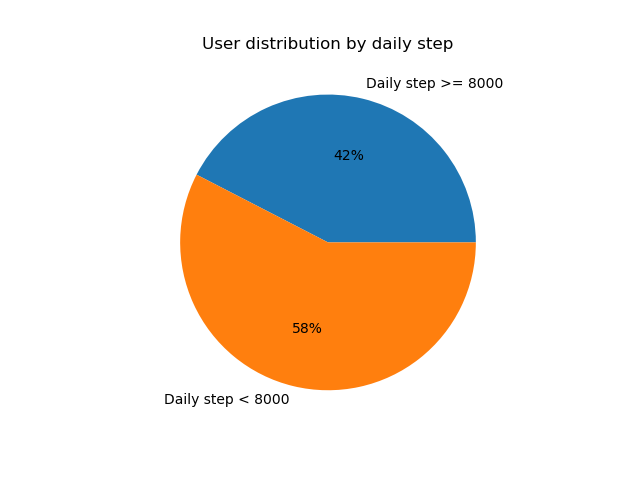 User distribution by daily step
Daily step >= 8000
42%
58%
Daily step < 8000